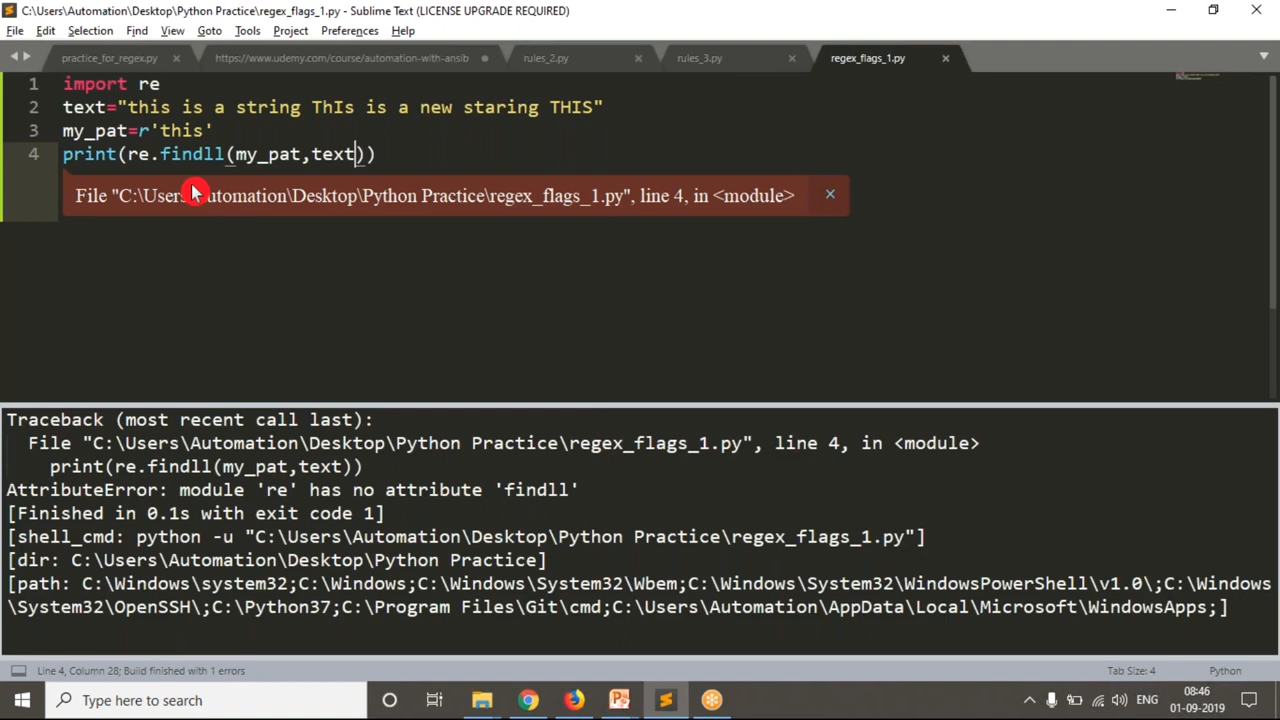 C:\Users\Automation\Desktop\Python Practice\regex_flags_1.py - Sublime Text (LICENSE UPGRADE REQUIRED)
File Edit Selection Find View Goto Tools Project Preferences Help
practice_for_regex.py https://www.udemy.com/course/automation-with-ansib rules_2.py rules_3.py regex_flags_1.py
1 import re
2 text="this is a string ThIs is a new staring THIS"
3 my_pat=r'this'
4 print(re.findll(my_pat,text))
File "C:\Users\Automation\Desktop\Python Practice\regex_flags_1.py", line 4, in <module> ×
Traceback (most recent call last):
File "C:\Users\Automation\Desktop\Python Practice\regex_flags_1.py", line 4, in <module>
print(re.findll(my_pat,text))
AttributeError: module 're' has no attribute 'findll'
[Finished in 0.1s with exit code 1]
[shell_cmd: python -u "C:\Users\Automation\Desktop\Python Practice\regex_flags_1.py"]
[dir: C:\Users\Automation\Desktop\Python Practice]
[path: C:\Windows\system32;C:\Windows;C:\Windows\System32\Wbem;C:\Windows\System32\WindowsPowerShell\v1.0\;C:\Windows
\System32\OpenSSH\;C:\Python37;C:\Program Files\Git\cmd;C:\Users\Automation\AppData\Local\Microsoft\WindowsApps;]
Line 4, Column 28; Build finished with 1 errors Tab Size: 4 Python
Type here to search ENG 08:46
01-09-2019